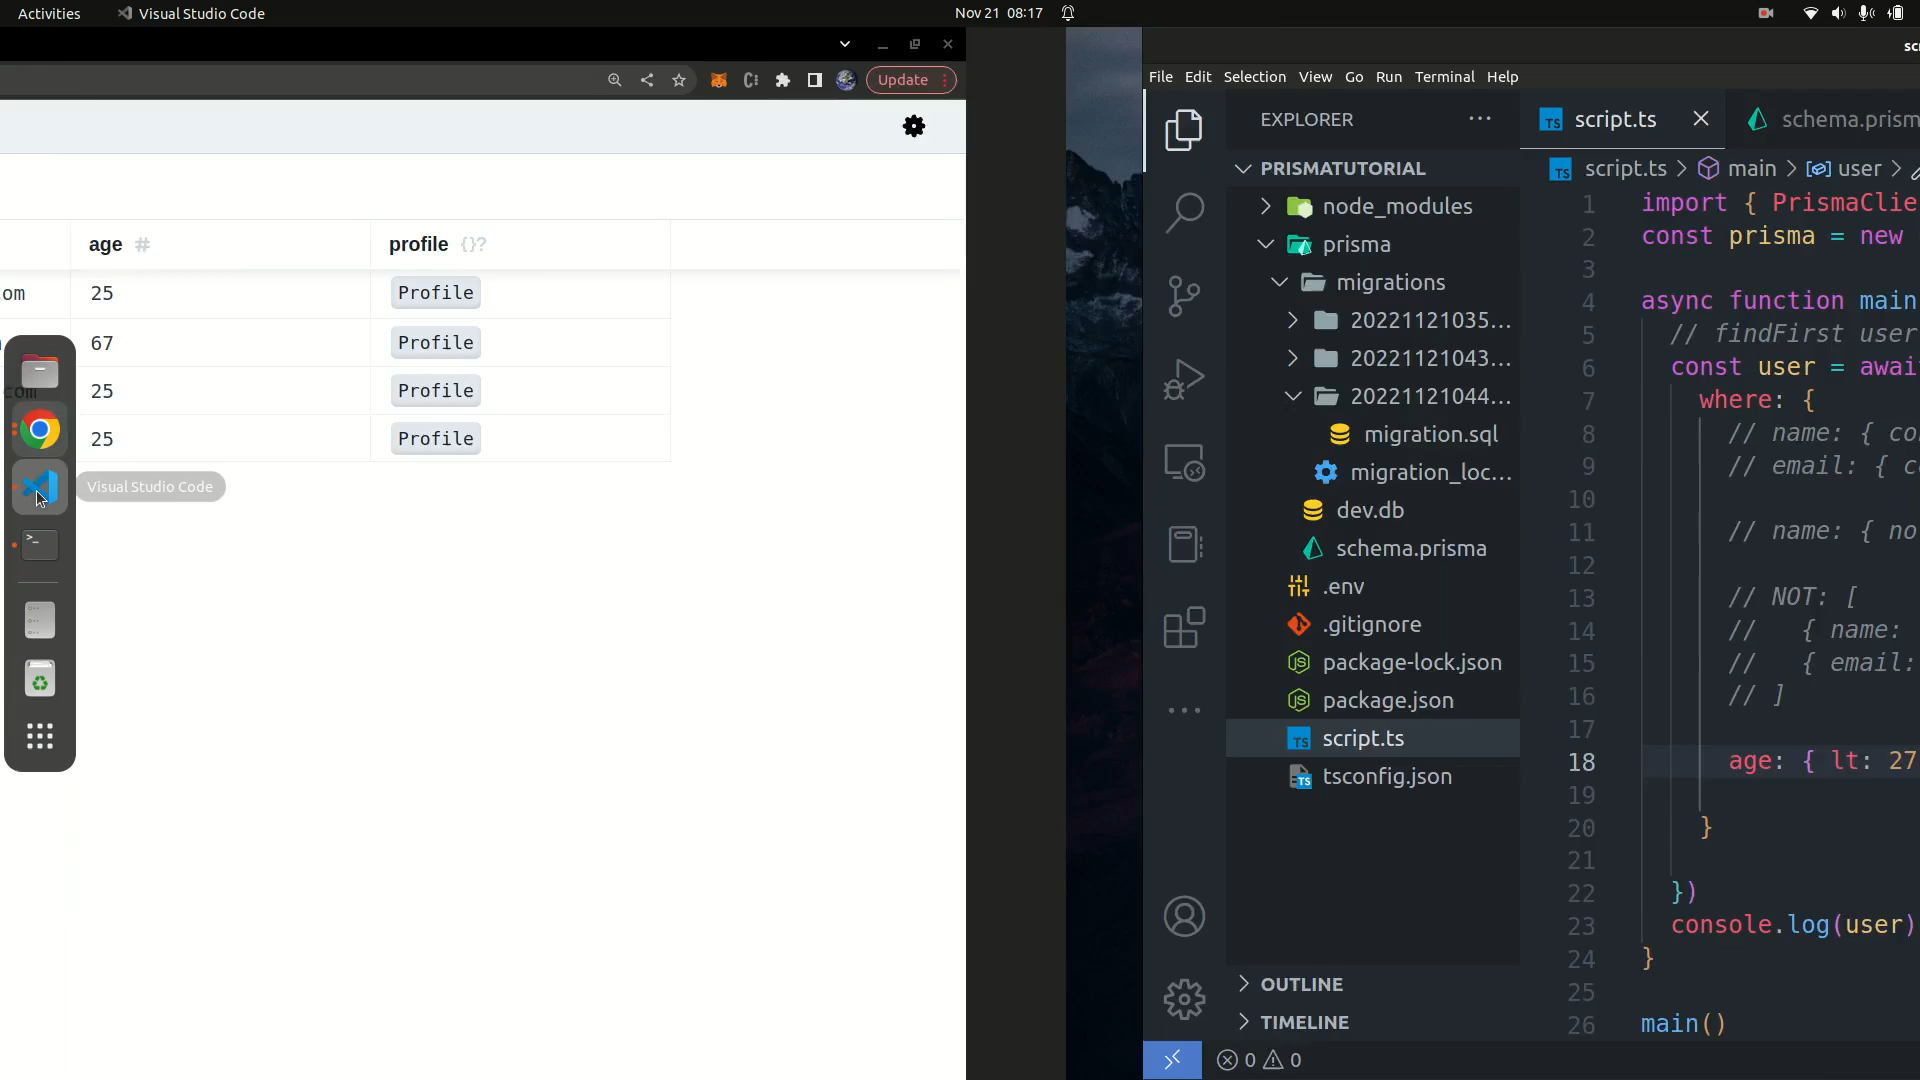 Activities
Visual Studio Code
Nov 21 08:17
Update
age #
profile {}?
om
25
Profile
67
Profile
com
25
Profile
25
Profile
Visual Studio Code
File Edit Selection View Go Run Terminal Help
EXPLORER
script.ts
schema.prism
PRISMATUTORIAL
node_modules
prisma
migrations
20221121035...
20221121043...
20221121044...
migration.sql
migration_loc...
dev.db
schema.prisma
.env
.gitignore
package-lock.json
package.json
script.ts
tsconfig.json
OUTLINE
TIMELINE
0 0
script.ts > main > user >
1 import { PrismaClie
2 const prisma = new
3
4 async function main
5 // findFirst user
6 const user = awai
7 where: {
8 // name: { co
9 // email: { c
10
11 // name: { no
12
13 // NOT: [
14 // { name:
15 // { email:
16 // ]
17
18 age: { lt: 27
19
20 }
21
22 })
23 console.log(user)
24 }
25
26 main()